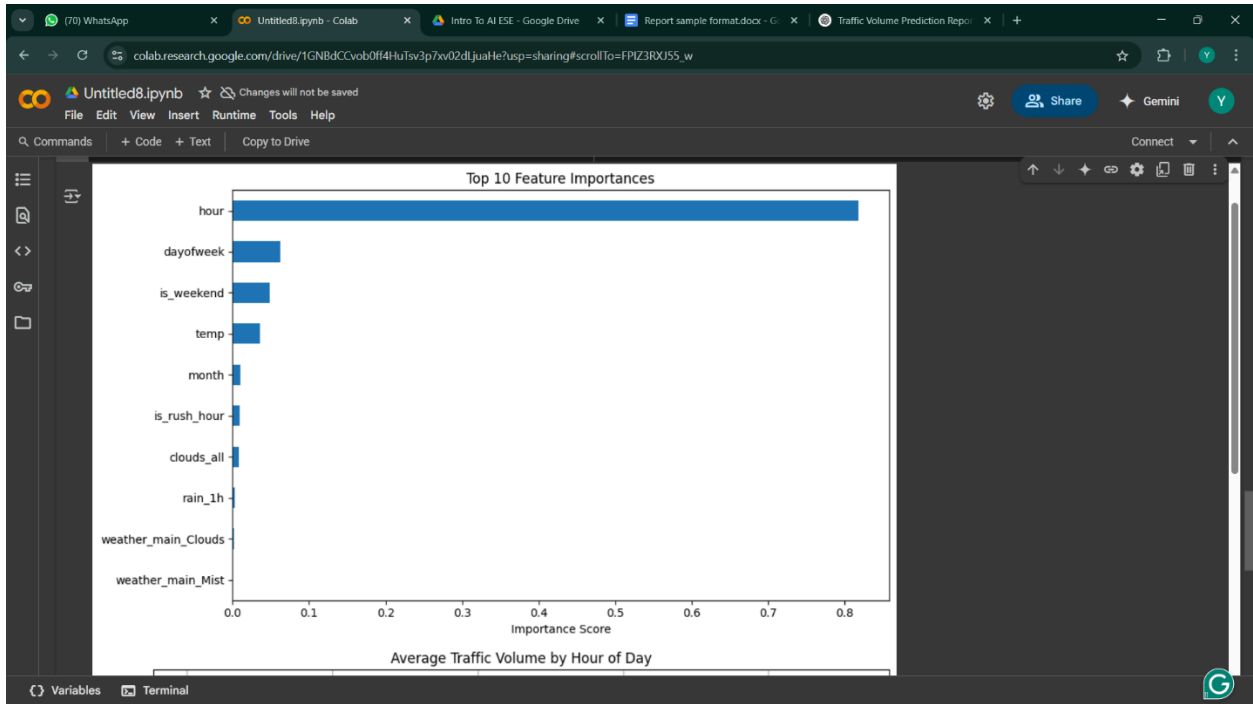 (70) WhatsApp
Untitled8.ipynb - Colab
Intro To AI ESE - Google Drive
Report sample format.docx - G
Traffic Volume Prediction Repor
colab.research.google.com/drive/1GNBdCCvob0ff4HuTsv3p7xv02dLjuaHe?usp=sharing#scrollTo=FPIZ3RXJ55_w
Y
CO
Untitled8.ipynb
Changes will not be saved
Share
Gemini
Y
File Edit View Insert Runtime Tools Help
Commands + Code + Text Copy to Drive
Connect
Top 10 Feature Importances
hour
dayofweek
is_weekend
temp
month
is_rush_hour
clouds_all
rain_1h
weather_main_Clouds
weather_main_Mist
0.0 0.1 0.2 0.3 0.4 0.5 0.6 0.7 0.8
Importance Score
Average Traffic Volume by Hour of Day
Variables
Terminal
G